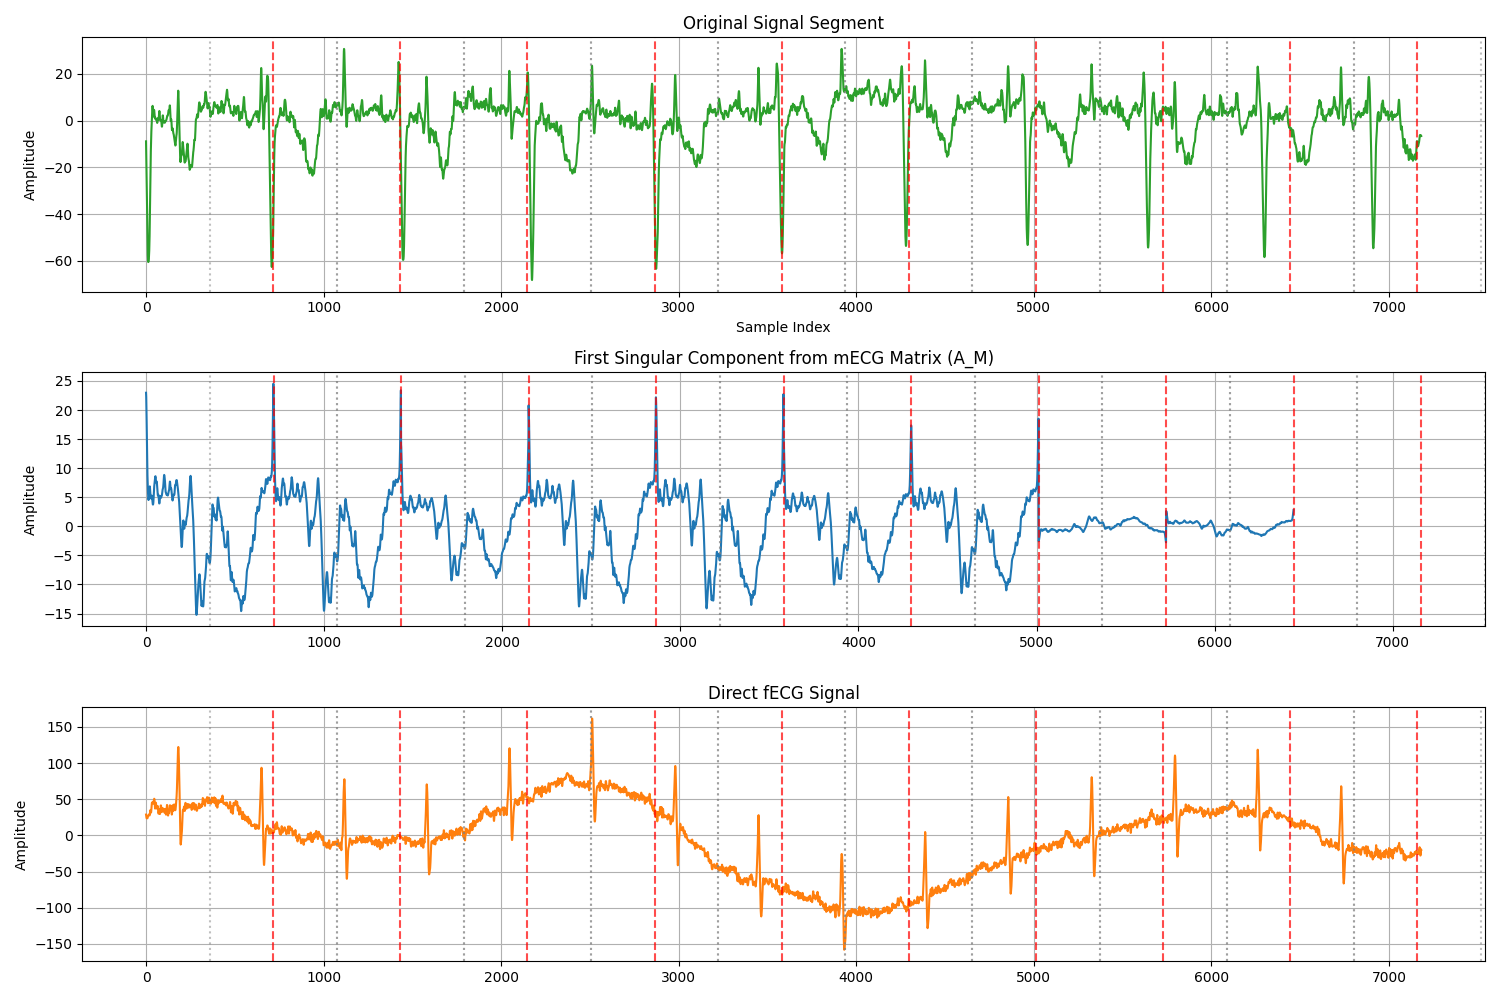 Original Signal Segment
20
0
−20
−40
−60
Amplitude
0 1000 2000 3000 4000 5000 6000 7000
Sample Index
First Singular Component from mECG Matrix (A_M)
25
20
15
10
5
0
−5
−10
−15
Amplitude
0 1000 2000 3000 4000 5000 6000 7000
Direct fECG Signal
150
100
50
0
−50
−100
−150
Amplitude
0 1000 2000 3000 4000 5000 6000 7000